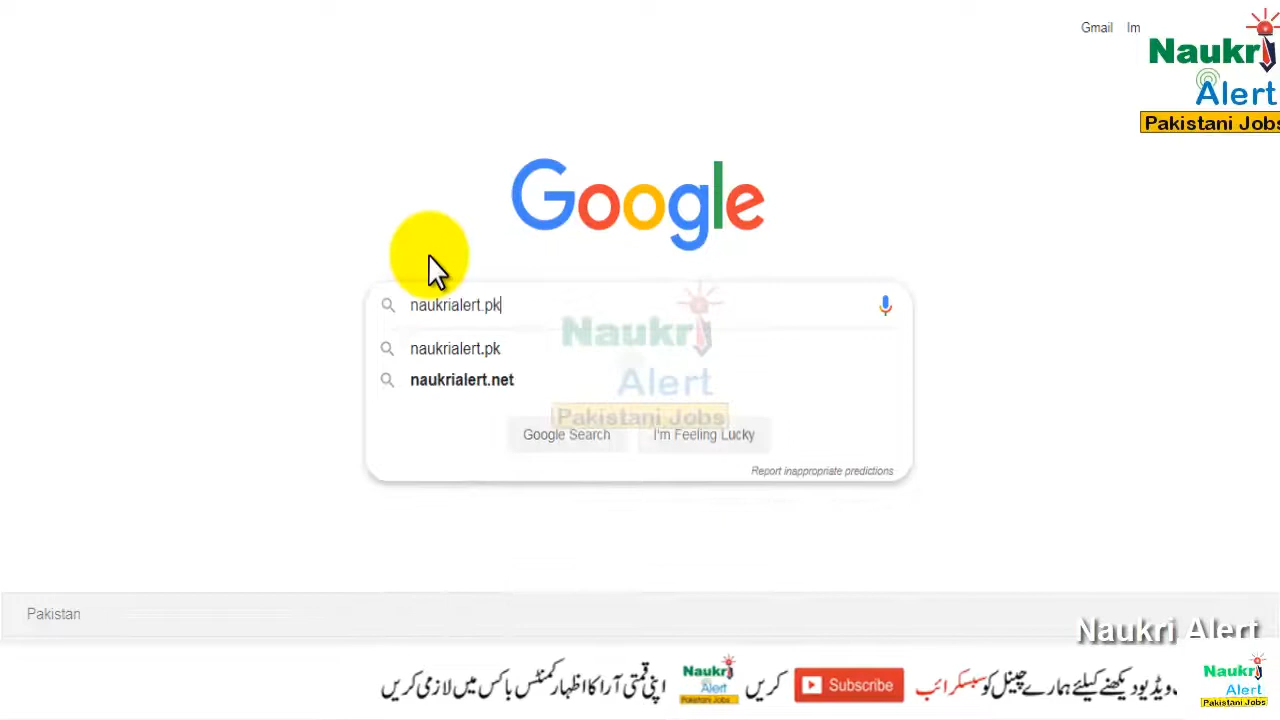 Gmail Im
Naukri
Alert
Pakistani Jobs
Google
naukrialert.pk
naukrialert.pk
naukrialert.net
Naukri
Alert
Pakistani Jobs
Google Search I'm Feeling Lucky
Report inappropriate predictions
Pakistan
Naukri Alert
ویڈیو دیکھنے کیلئے ہمارے چینل کو سبسکرائب Subscribe کریں Naukri Alert Pakistani Jobs اپنی قیمتی آرا کا اظہار کمنٹس باکس میں لازمی کریں
Naukri
Alert
Pakistani Jobs